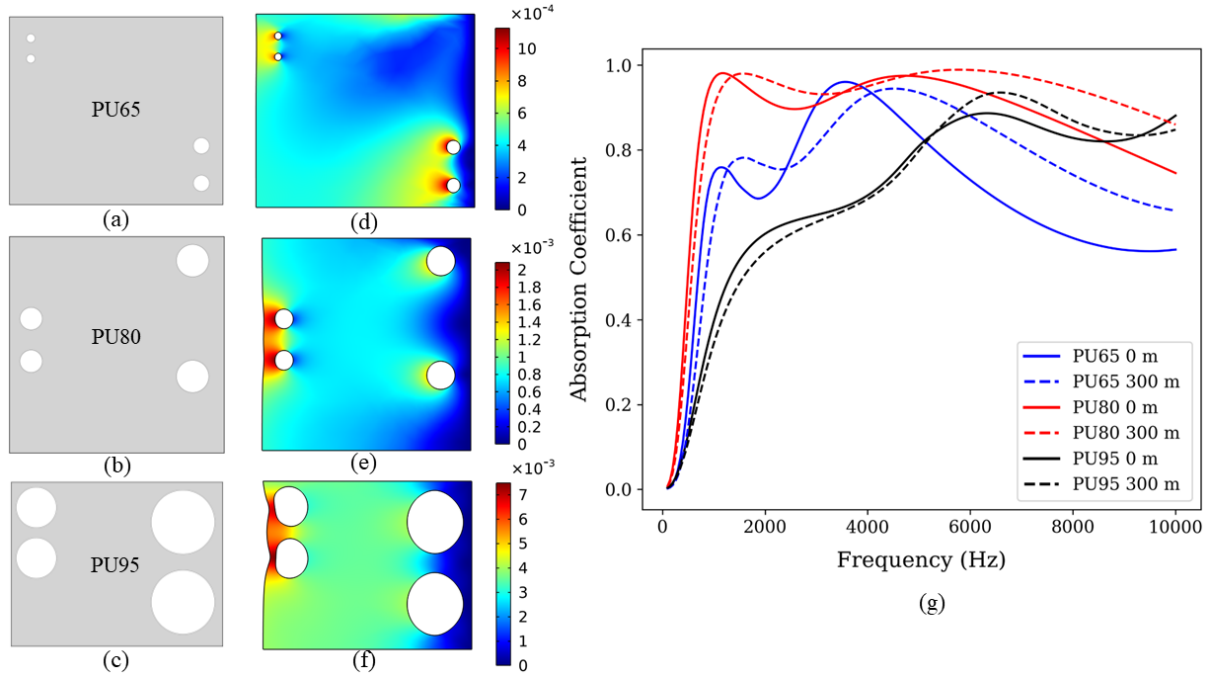 PU65
(a)
×10-4
10
8
6
4
2
0
(d)
PU80
(b)
×10-3
2
1.8
1.6
1.4
1.2
1
0.8
0.6
0.4
0.2
0
(e)
PU95
(c)
×10-3
7
6
5
4
3
2
1
0
(f)
Absorption Coefficient
1.0
0.8
0.6
0.4
0.2
0.0
0 2000 4000 6000 8000 10000
Frequency (Hz)
PU65 0 m
PU65 300 m
PU80 0 m
PU80 300 m
PU95 0 m
PU95 300 m
(g)